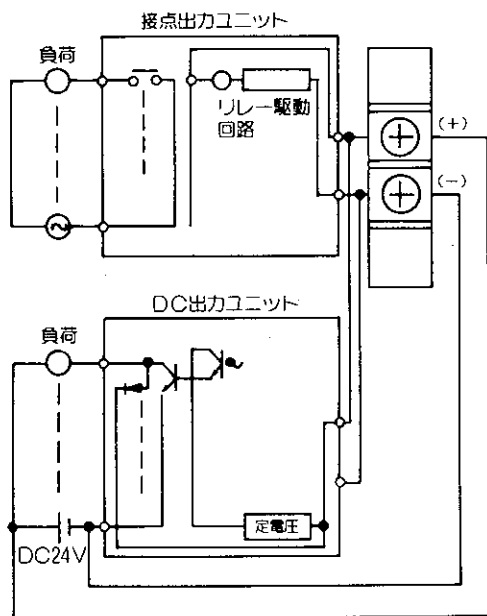 接点出力ユニット
負荷
リレー駆動
回路
(+)
(-)
DC出力ユニット
負荷
定電圧
DC24V